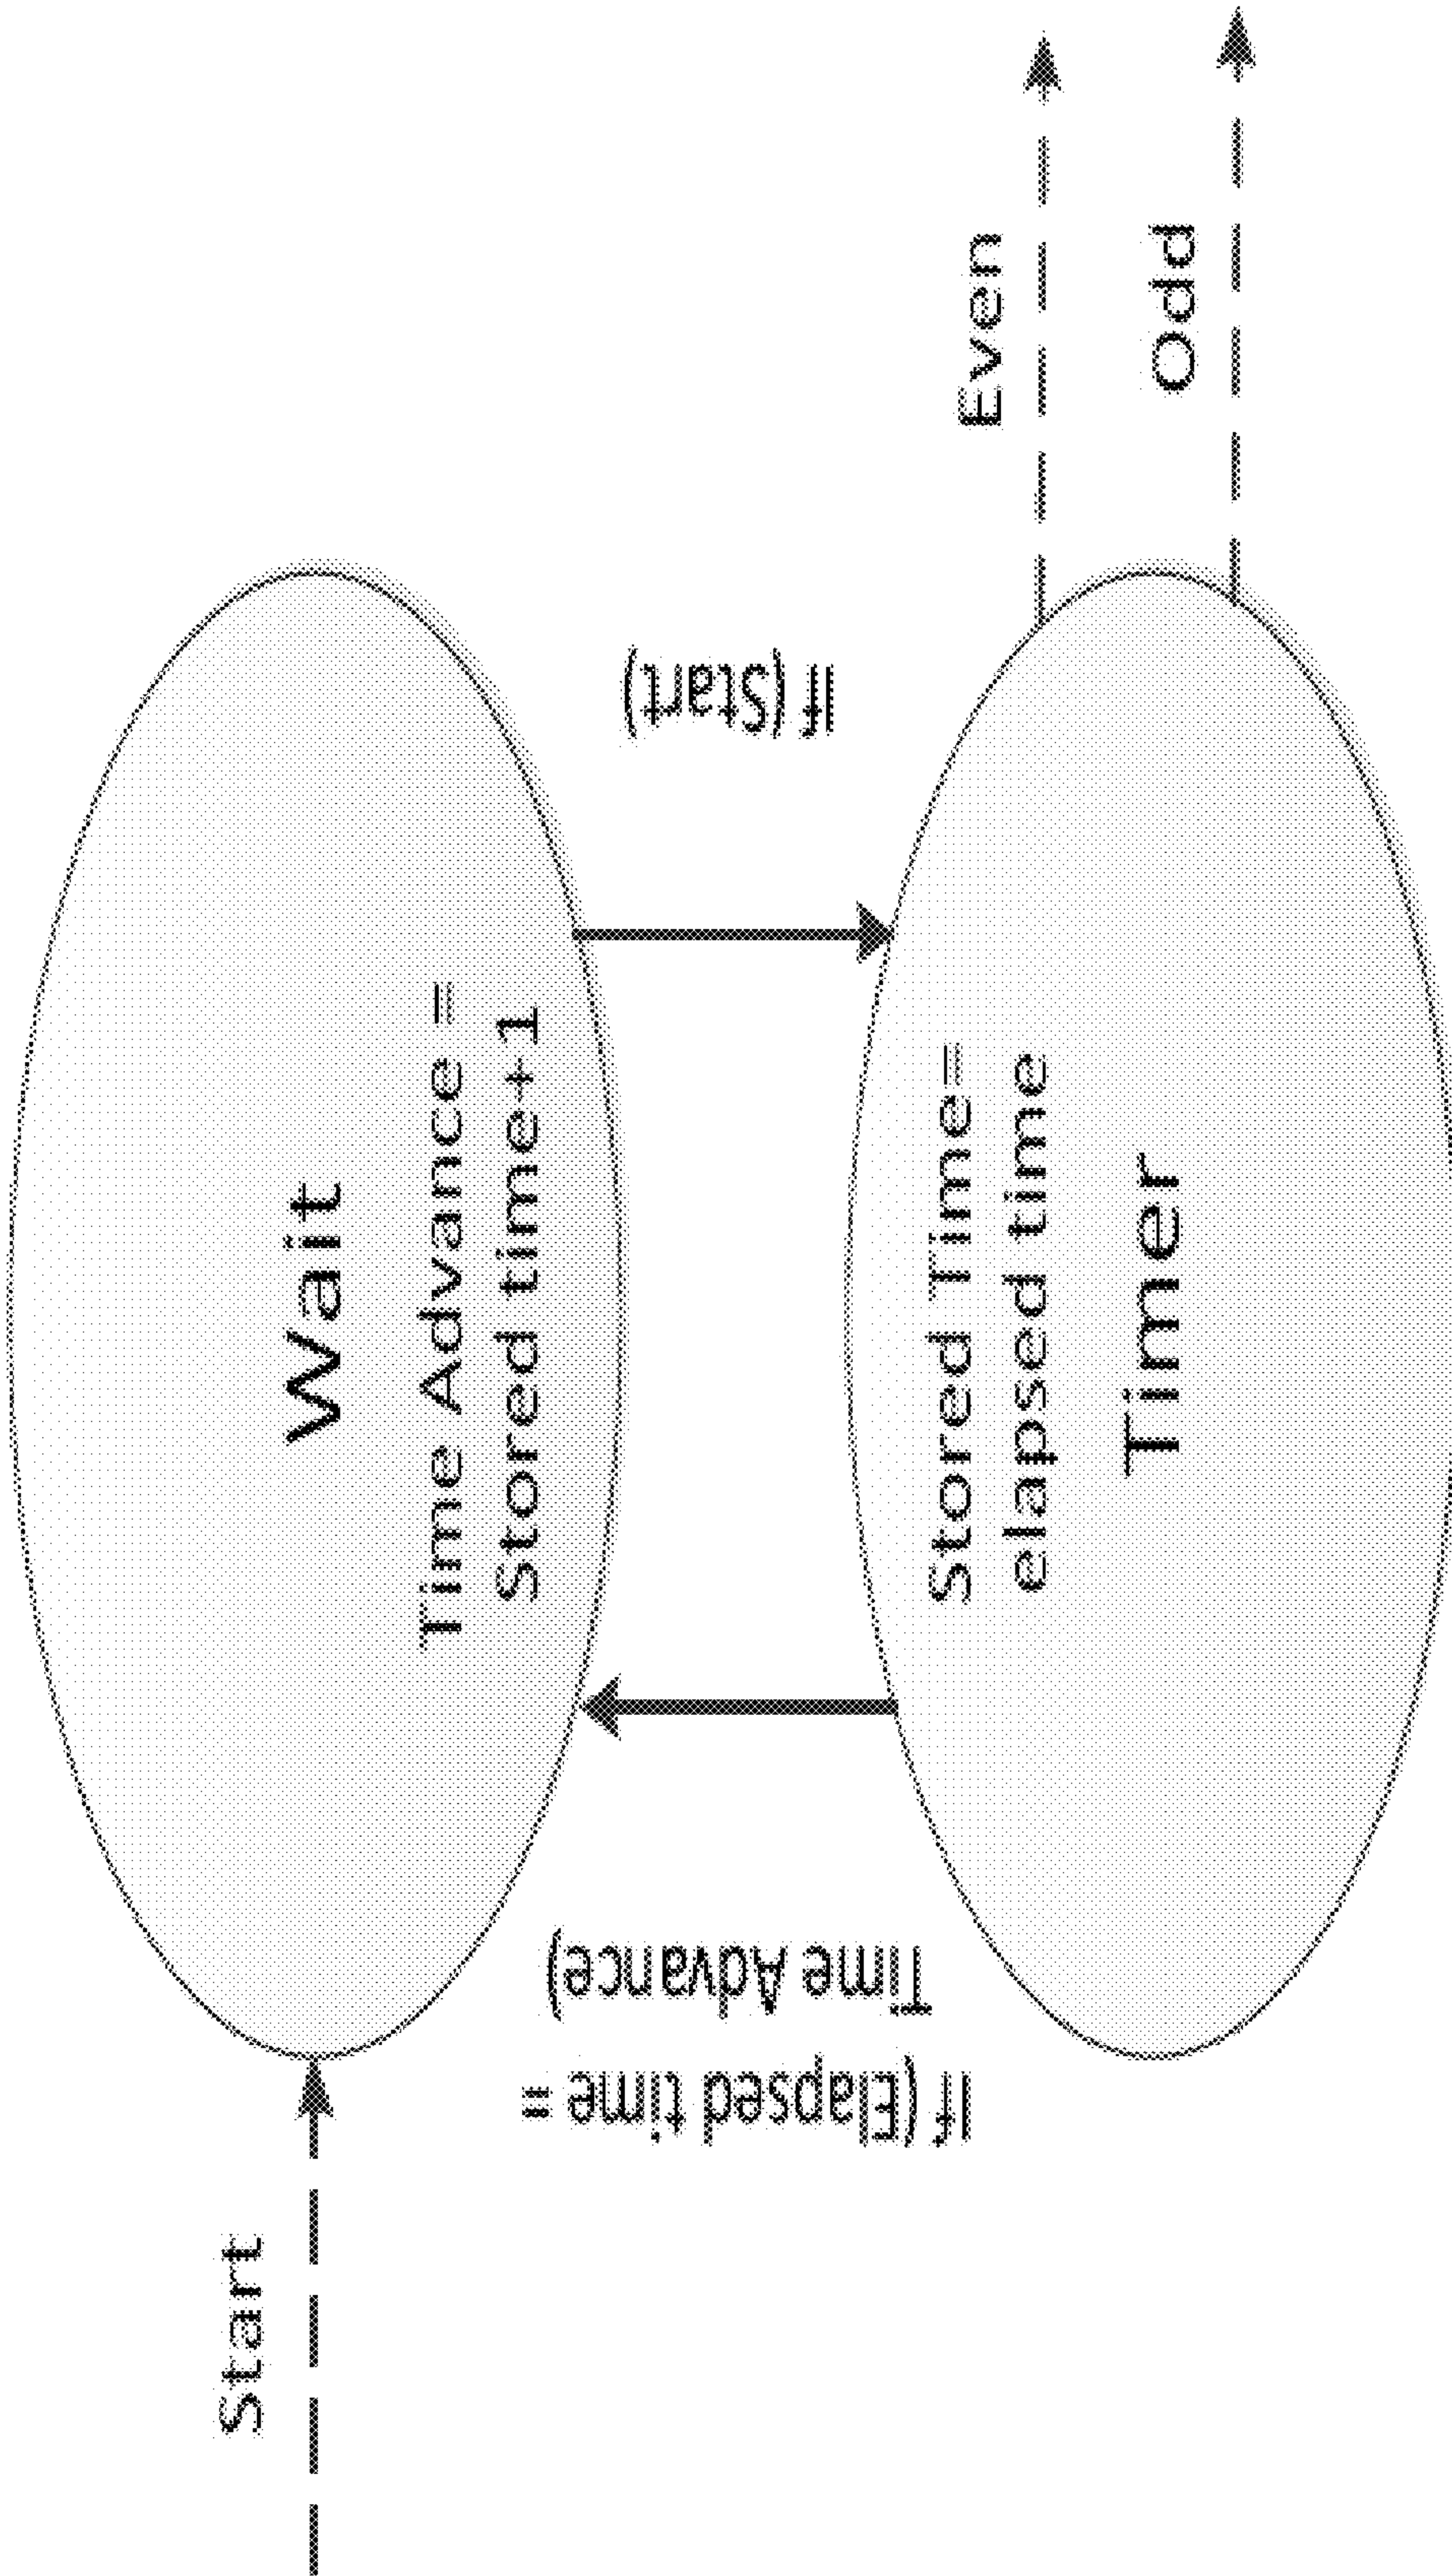 Start
Wait
Time Advance =
Stored time+1
If (Elapsed time =
Time Advance)
If (Start)
Stored Time=
elapsed time
Timer
Even
Odd